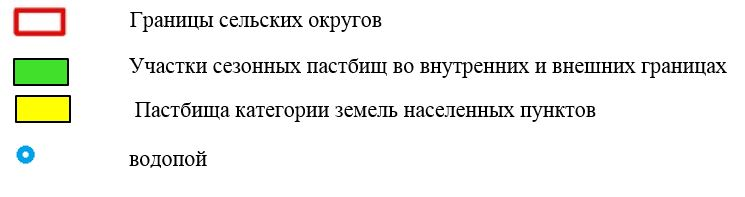 Границы сельских округов
Участки сезонных пастбищ во внутренних и внешних границах
Пастбища категории земель населенных пунктов
водопой